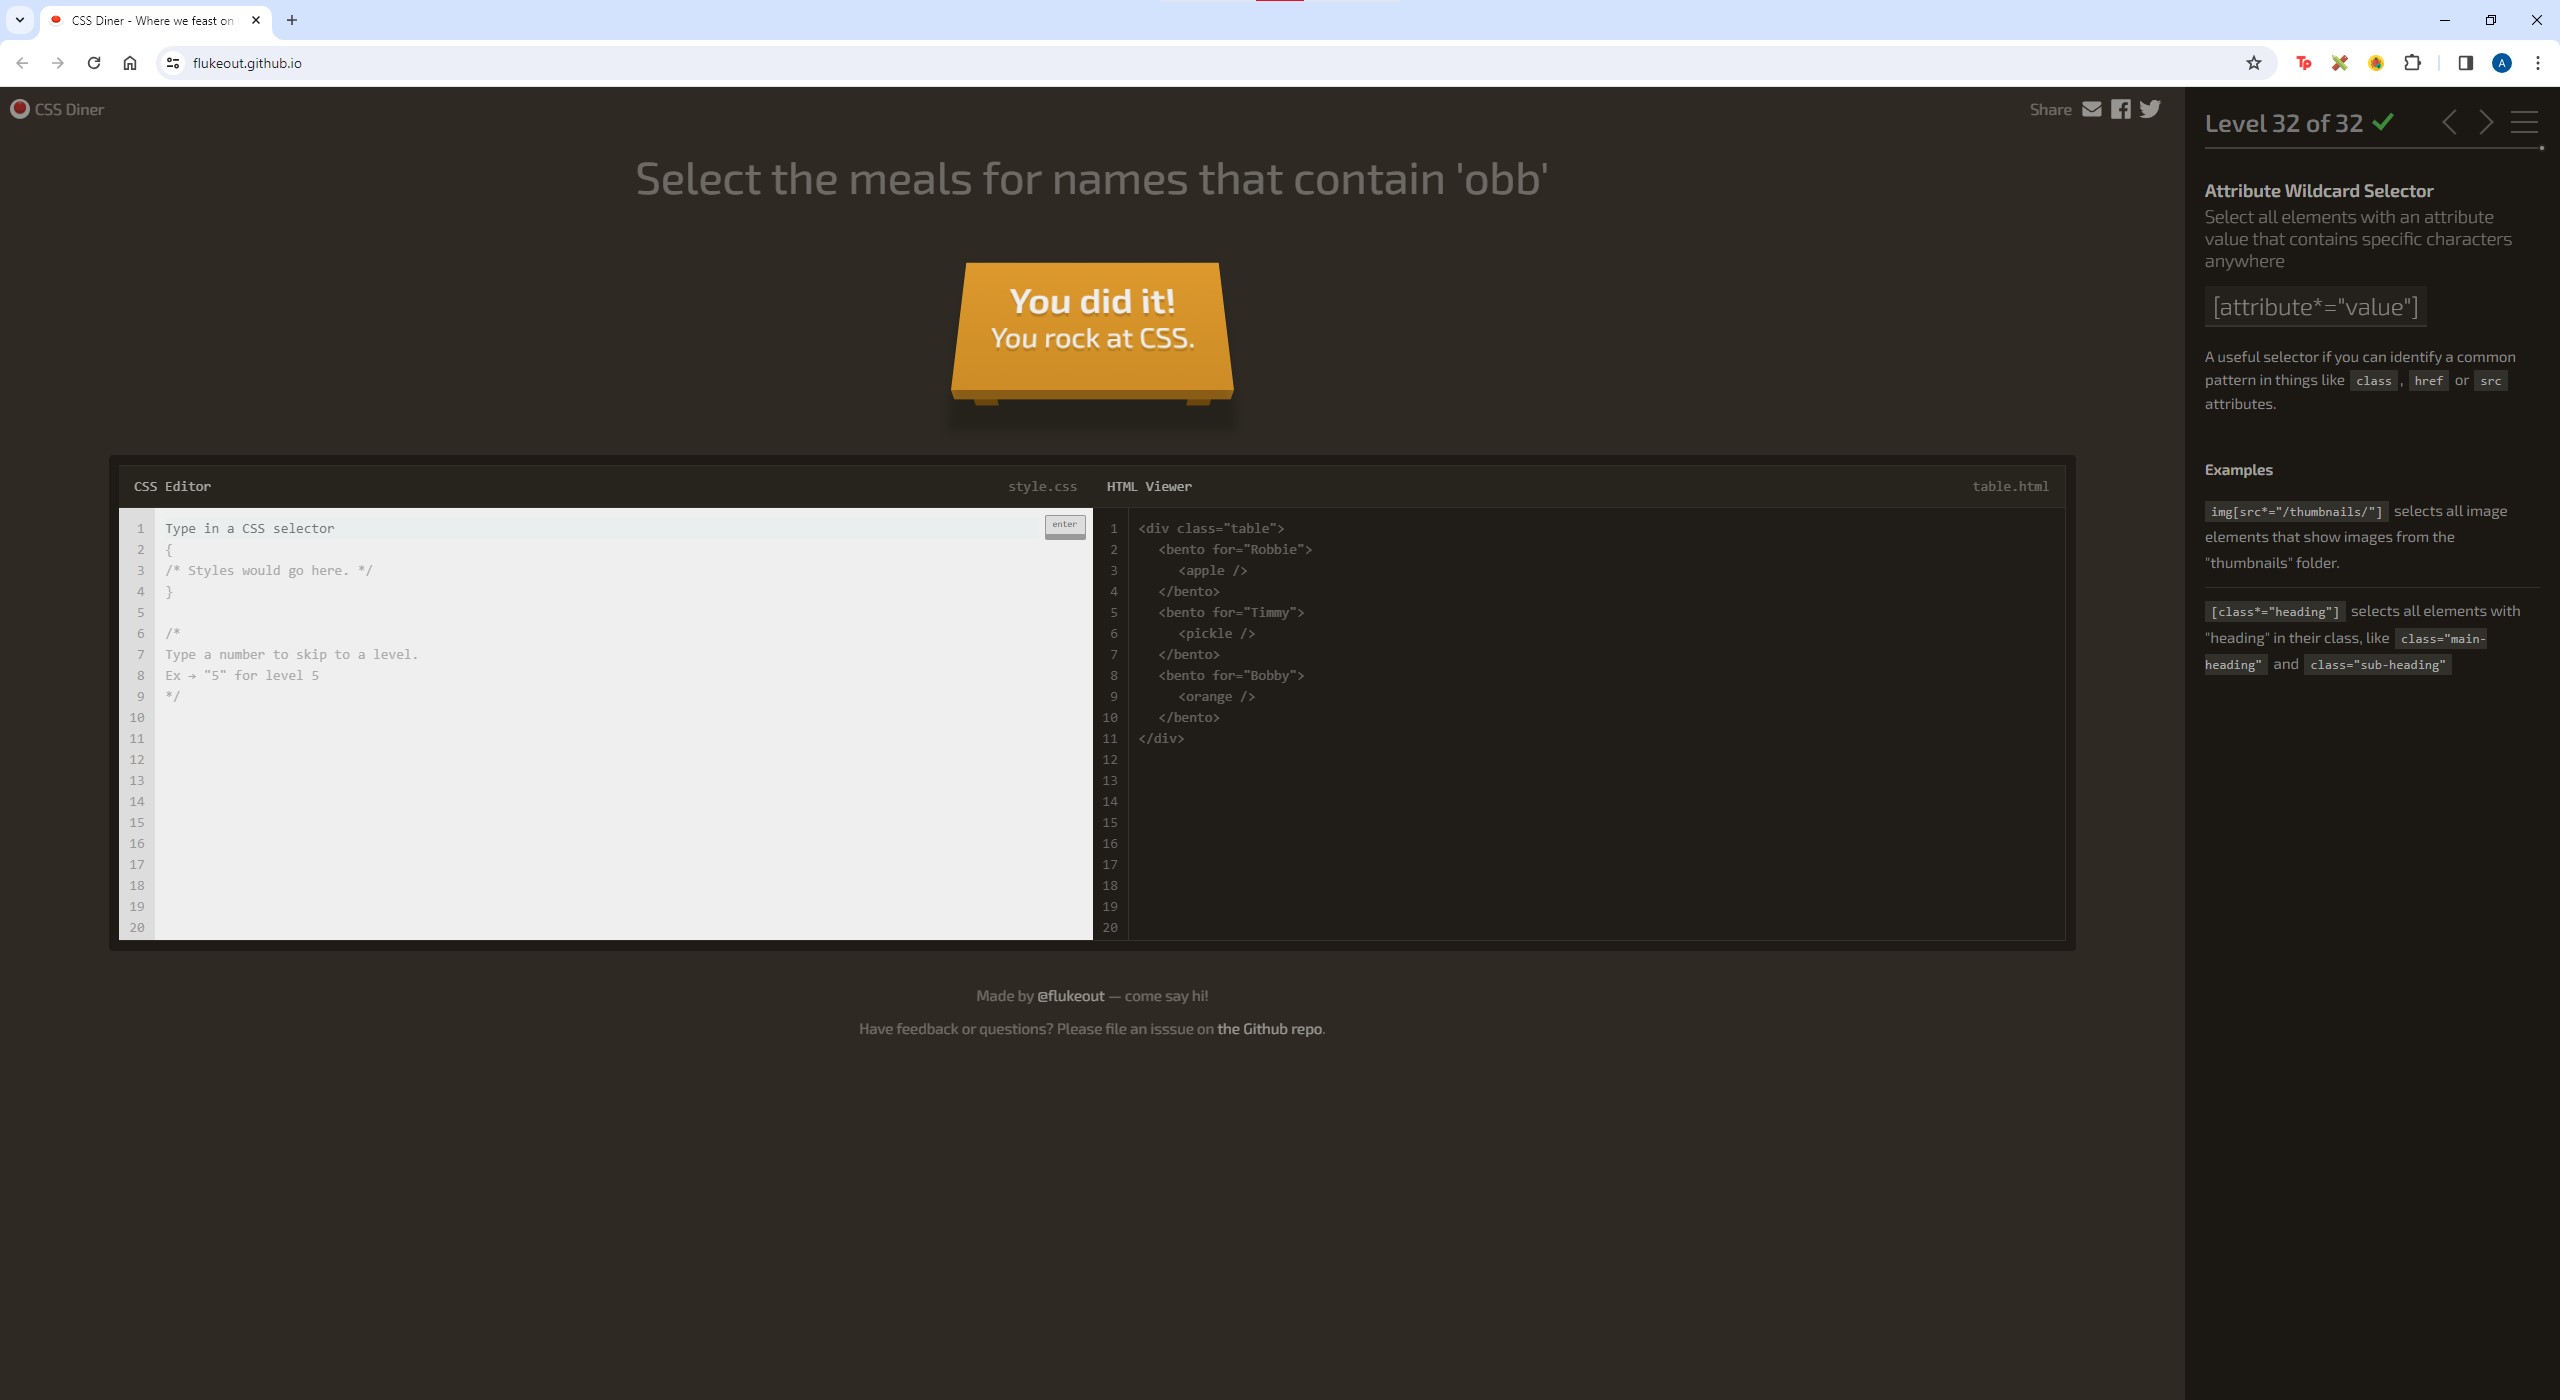 CSS Diner - Where we feast on
flukeout.github.io
Tp
A
CSS Diner
Share
Select the meals for names that contain 'obb'
You did it!
You rock at CSS.
CSS Editor style.css
1 Type in a CSS selector enter
2 {
3 /* Styles would go here. */
4 }
5
6 /*
7 Type a number to skip to a level.
8 Ex → "5" for level 5
9 */
10
11
12
13
14
15
16
17
18
19
20
HTML Viewer table.html
1 <div class="table">
2 <bento for="Robbie">
3 <apple />
4 </bento>
5 <bento for="Timmy">
6 <pickle />
7 </bento>
8 <bento for="Bobby">
9 <orange />
10 </bento>
11 </div>
12
13
14
15
16
17
18
19
20
Made by @flukeout — come say hi!
Have feedback or questions? Please file an isssue on the Github repo.
Level 32 of 32
Attribute Wildcard Selector
Select all elements with an attribute
value that contains specific characters
anywhere
[attribute*="value"]
A useful selector if you can identify a common
pattern in things like class, href or src
attributes.
Examples
img[src*="/thumbnails/"] selects all image
elements that show images from the
"thumbnails" folder.
[class*="heading"] selects all elements with
"heading" in their class, like class="main-
heading" and class="sub-heading"